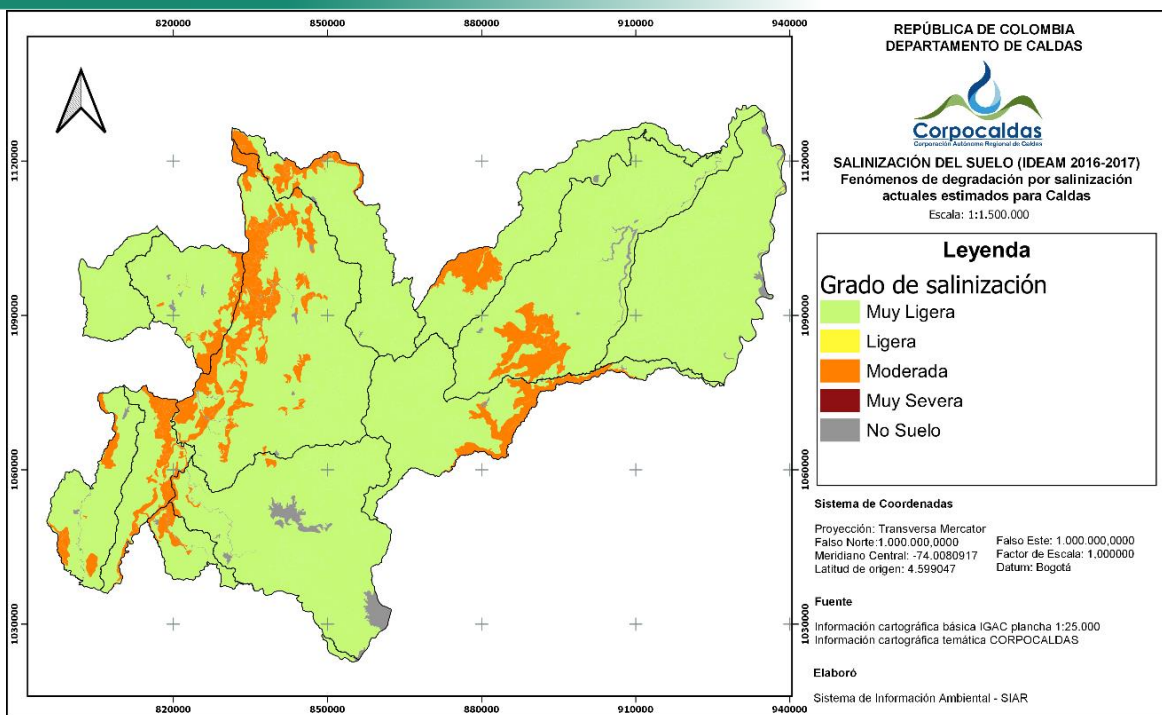 820000
850000
880000
910000
940000
1120000
1090000
1060000
1030000
1120000
1090000
1060000
1030000
820000
850000
880000
910000
940000
REPÚBLICA DE COLOMBIA
DEPARTAMENTO DE CALDAS
Corpocaldas
Corporación Autónoma Regional de Caldas
SALINIZACIÓN DEL SUELO (IDEAM 2016-2017)
Fenómenos de degradación por salinización
actuales estimados para Caldas
Escala: 1:1.500.000
Leyenda
Grado de salinización
Muy Ligera
Ligera
Moderada
Muy Severa
No Suelo
Sistema de Coordenadas
Proyección: Transversa Mercator
Falso Norte:1.000.000,0000
Falso Este: 1.000.000,0000
Meridiano Central: -74.0080917
Factor de Escala: 1,000000
Latitud de origen: 4.599047
Datum: Bogotá
Fuente
Información cartográfica básica IGAC plancha 1:25.000
Información cartográfica temática CORPOCALDAS
Elaboró
Sistema de Información Ambiental - SIAR